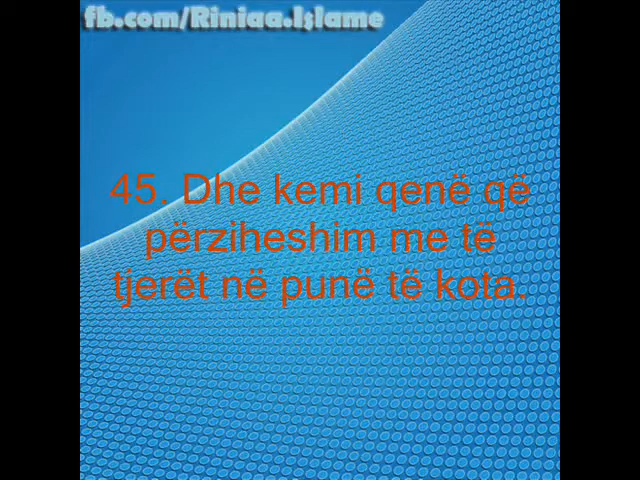 fb.com/Riniaa.Islame
45. Dhe kemi qenë që
përziheshim me të
tjerët në punë të kota.